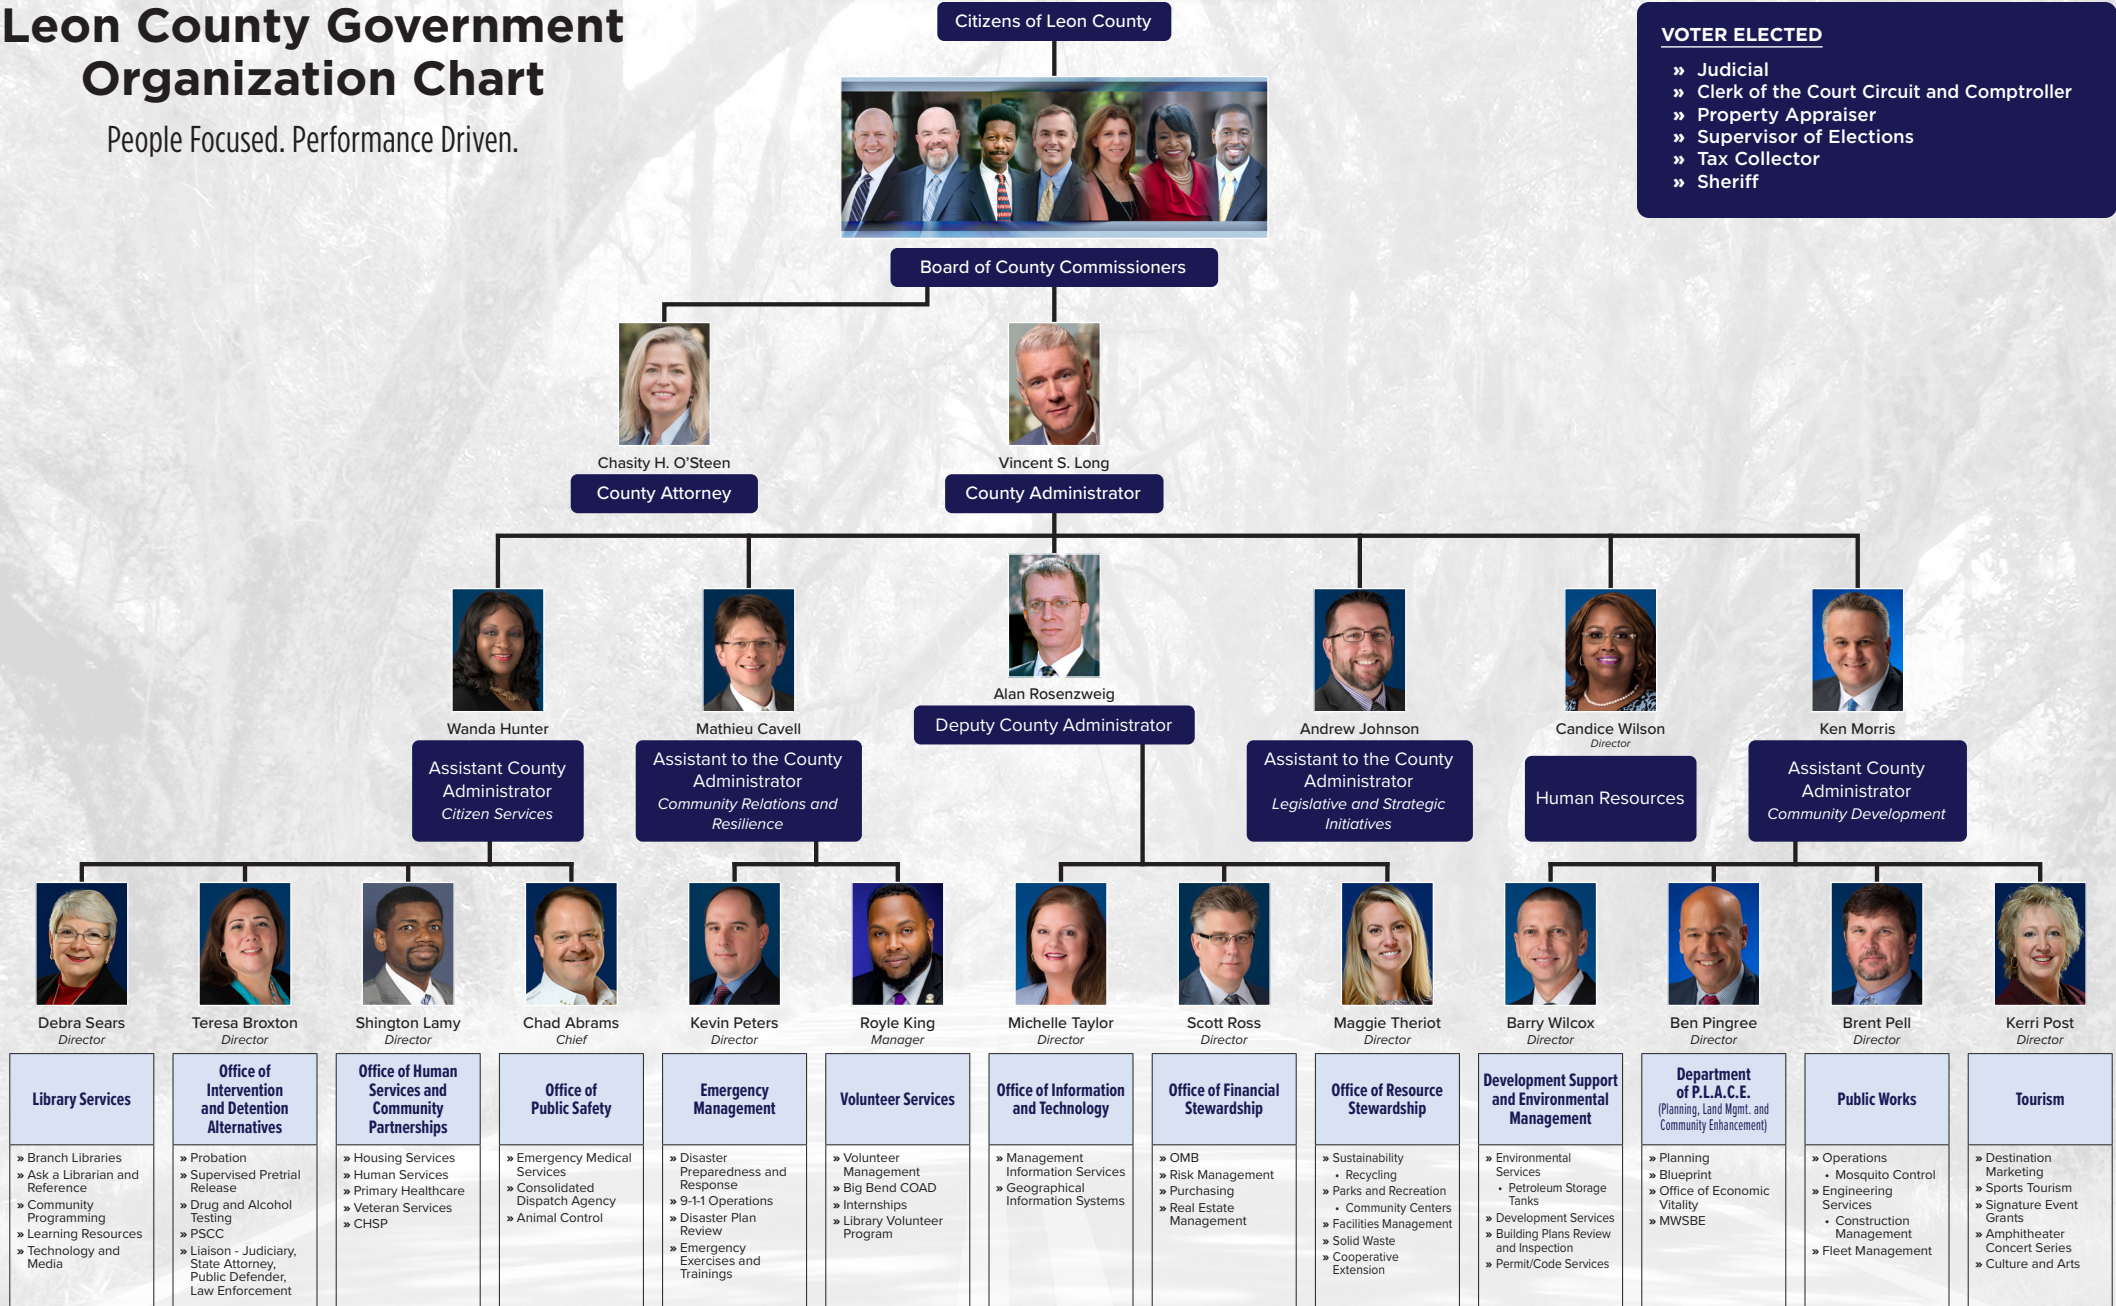 Leon County Government
Organization Chart
People Focused. Performance Driven.
Citizens of Leon County
VOTER ELECTED
» Judicial
» Clerk of the Court Circuit and Comptroller
» Property Appraiser
» Supervisor of Elections
» Tax Collector
» Sheriff
Board of County Commissioners
Chasity H. O'Steen
County Attorney
Vincent S. Long
County Administrator
Wanda Hunter
Assistant County
Administrator
Citizen Services
Mathieu Cavell
Assistant to the County
Administrator
Community Relations and
Resilience
Alan Rosenzweig
Deputy County Administrator
Andrew Johnson
Assistant to the County
Administrator
Legislative and Strategic
Initiatives
Candice Wilson
Director
Human Resources
Ken Morris
Assistant County
Administrator
Community Development
Debra Sears
Director
Library Services
» Branch Libraries
» Ask a Librarian and
Reference
» Community
Programming
» Learning Resources
» Technology and
Media
Teresa Broxton
Director
Office of
Intervention
and Detention
Alternatives
» Probation
» Supervised Pretrial
Release
» Drug and Alcohol
Testing
» PSCC
» Liaison - Judiciary,
State Attorney,
Public Defender,
Law Enforcement
Shington Lamy
Director
Office of Human
Services and
Community
Partnerships
» Housing Services
» Human Services
» Primary Healthcare
» Veteran Services
» CHSP
Chad Abrams
Chief
Office of
Public Safety
» Emergency Medical
Services
» Consolidated
Dispatch Agency
» Animal Control
Kevin Peters
Director
Emergency
Management
» Disaster
Preparedness and
Response
» 9-1-1 Operations
» Disaster Plan
Review
» Emergency
Exercises and
Trainings
Royle King
Manager
Volunteer Services
» Volunteer
Management
» Big Bend COAD
» Internships
» Library Volunteer
Program
Michelle Taylor
Director
Office of Information
and Technology
» Management
Information Services
» Geographical
Information Systems
Scott Ross
Director
Office of Financial
Stewardship
» OMB
» Risk Management
» Purchasing
» Real Estate
Management
Maggie Theriot
Director
Office of Resource
Stewardship
» Sustainability
• Recycling
» Parks and Recreation
• Community Centers
» Facilities Management
» Solid Waste
» Cooperative
Extension
Barry Wilcox
Director
Development Support
and Environmental
Management
» Environmental
Services
• Petroleum Storage
Tanks
» Development Services
» Building Plans Review
and Inspection
» Permit/Code Services
Ben Pingree
Director
Department
of P.L.A.C.E.
(Planning, Land Mgmt. and
Community Enhancement)
» Planning
» Blueprint
» Office of Economic
Vitality
» MWSBE
Brent Pell
Director
Public Works
» Operations
• Mosquito Control
» Engineering
Services
• Construction
Management
» Fleet Management
Kerri Post
Director
Tourism
» Destination
Marketing
» Sports Tourism
» Signature Event
Grants
» Amphitheater
Concert Series
» Culture and Arts